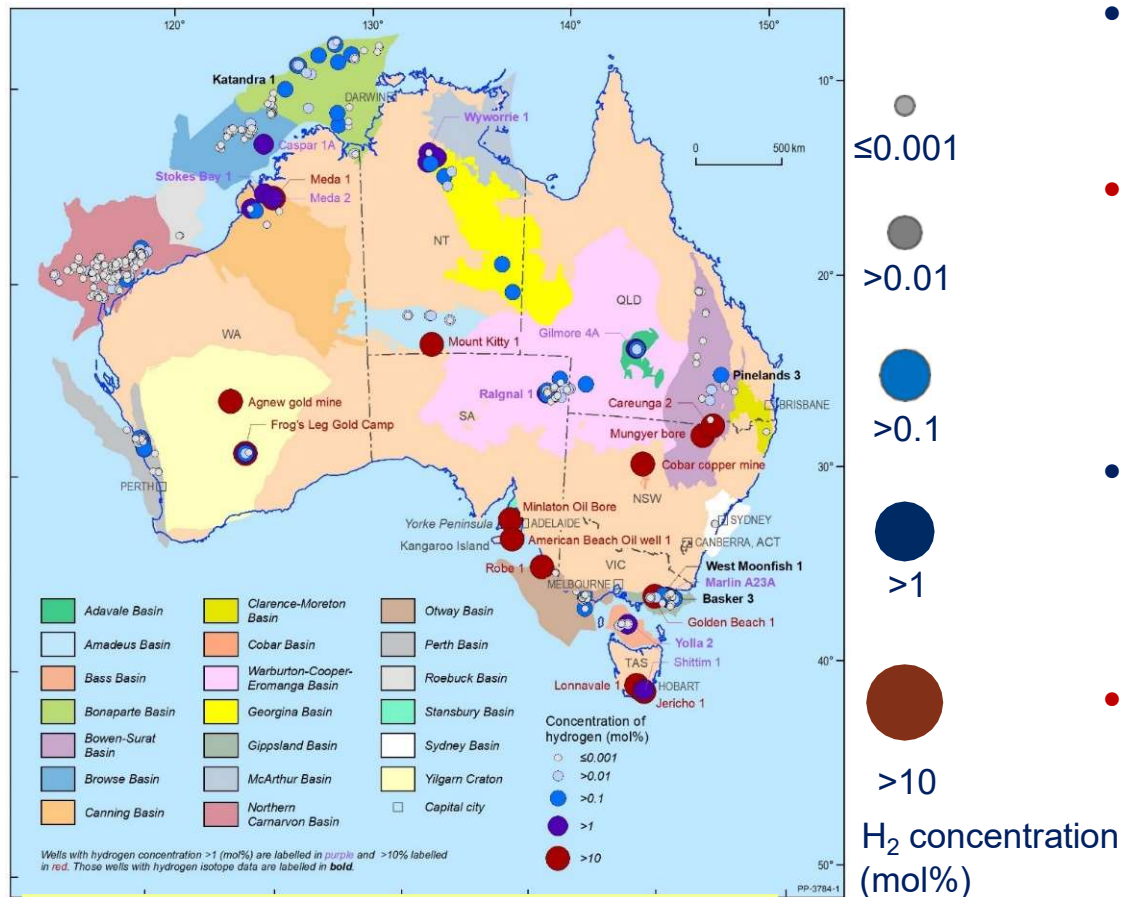 120°
130°
140°
150°
10°
20°
30°
40°
50°
Katandra 1
DARWIN
Wyworrie 1
Caspar 1A
Stokes Bay 1
Meda 1
Meda 2
0
500 km
NT
QLD
WA
Gilmore 4A
Mount Kitty 1
Ralgnal 1
Pinelands 3
SA
Careunga 2
BRISBANE
Agnew gold mine
Mungyer bore
Frog's Leg Gold Camp
Cobar copper mine
PERTH
NSW
Minlaton Oil Bore
Yorke Peninsula
ADELAIDE
SYDNEY
Kangaroo Island
American Beach Oil well 1
CANBERRA, ACT
VIC
Robe 1
MELBOURNE
West Moonfish 1
Marlin A23A
Basker 3
Golden Beach 1
Yolla 2
TAS
Shittim 1
Lonnavale 1
HOBART
Jericho 1
Adavale Basin
Amadeus Basin
Bass Basin
Bonaparte Basin
Bowen-Surat
Basin
Browse Basin
Canning Basin
Clarence-Moreton
Basin
Cobar Basin
Warburton-Cooper-
Eromanga Basin
Georgina Basin
Gippsland Basin
McArthur Basin
Northern
Carnarvon Basin
Otway Basin
Perth Basin
Roebuck Basin
Stansbury Basin
Sydney Basin
Yilgarn Craton
Capital city
Concentration of
hydrogen (mol%)
≤0.001
>0.01
>0.1
>1
>10
Wells with hydrogen concentration >1 (mol%) are labelled in purple and >10% labelled
in red. Those wells with hydrogen isotope data are labelled in bold.
PP-3784-1
≤0.001
>0.01
>0.1
>1
>10
H₂ concentration
(mol%)